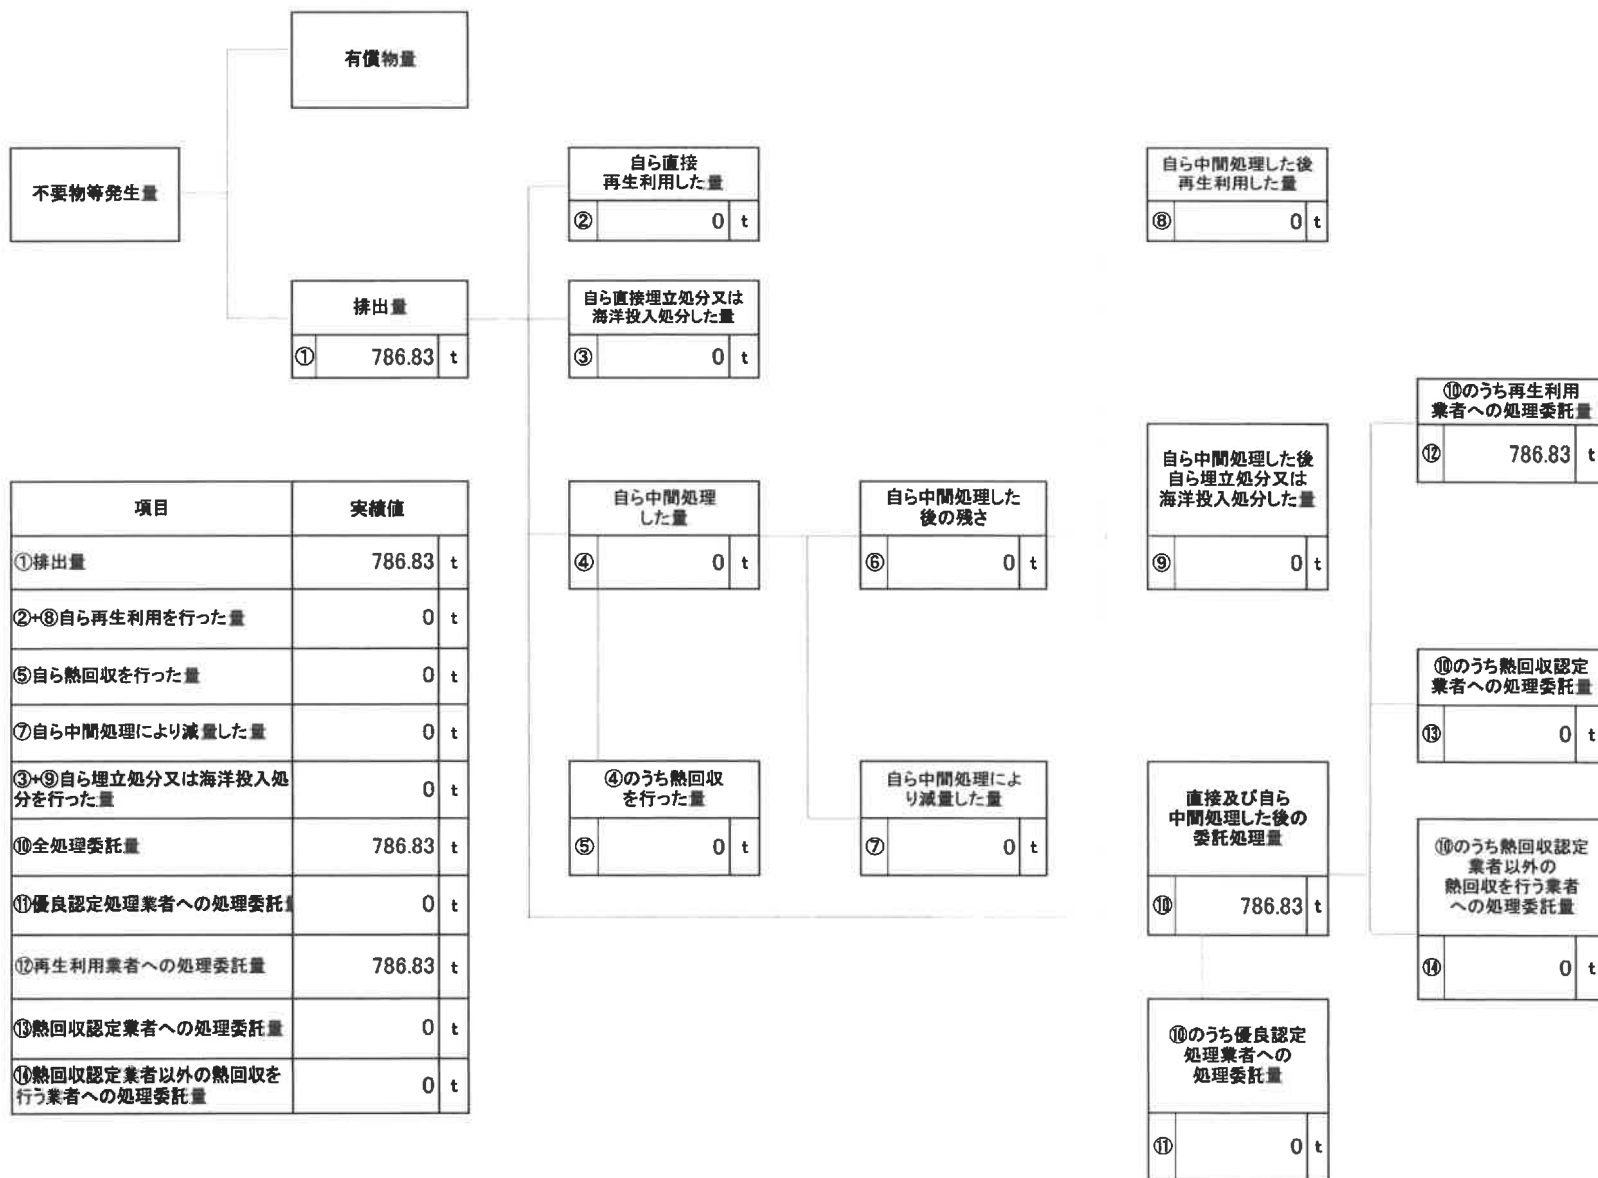 有償物量
不要物等発生量
排出量
① 786.83 t
自ら直接
再生利用した量
② 0 t
自ら直接埋立処分又は
海洋投入処分した量
③ 0 t
自ら中間処理
した量
④ 0 t
④のうち熱回収
を行った量
⑤ 0 t
自ら中間処理した
後の残さ
⑥ 0 t
自ら中間処理によ
り減量した量
⑦ 0 t
自ら中間処理した後
再生利用した量
⑧ 0 t
自ら中間処理した後
自ら埋立処分又は
海洋投入処分した量
⑨ 0 t
直接及び自ら
中間処理した後の
委託処理量
⑩ 786.83 t
⑩のうち優良認定
処理業者への
処理委託量
⑪ 0 t
⑩のうち再生利用
業者への処理委託量
⑫ 786.83 t
⑩のうち熱回収認定
業者への処理委託量
⑬ 0 t
⑩のうち熱回収認定
業者以外の
熱回収を行う業者
への処理委託量
⑭ 0 t
項目 実績値
①排出量 786.83 t
②+⑧自ら再生利用を行った量 0 t
⑤自ら熱回収を行った量 0 t
⑦自ら中間処理により減量した量 0 t
③+⑨自ら埋立処分又は海洋投入処
分を行った量 0 t
⑩全処理委託量 786.83 t
⑪優良認定処理業者への処理委託量 0 t
⑫再生利用業者への処理委託量 786.83 t
⑬熱回収認定業者への処理委託量 0 t
⑭熱回収認定業者以外の熱回収を
行う業者への処理委託量 0 t